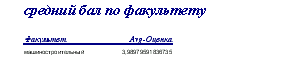 средний бал по факультету
Факультет Avg-Оценка
машиностроительный 3,98979591836735